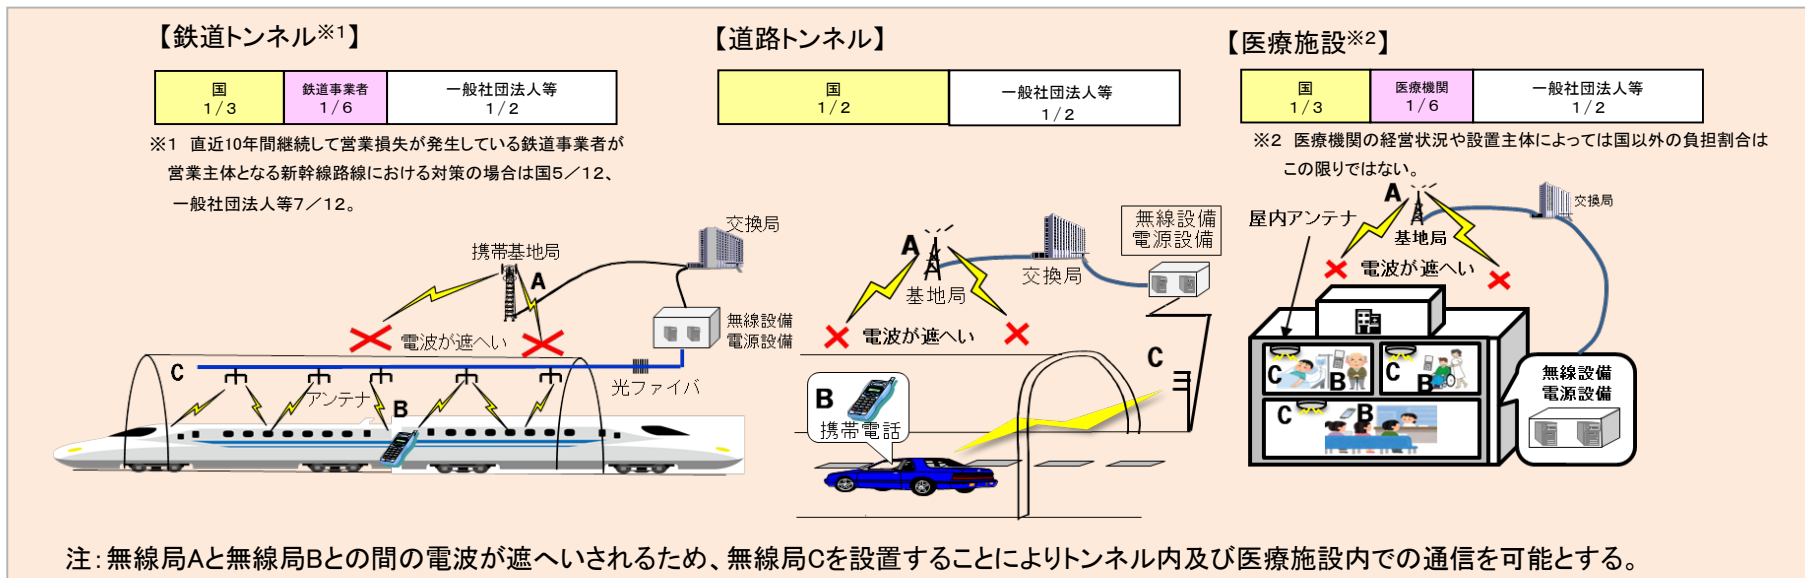 【鉄道トンネル※1】
国
1/3
鉄道事業者
1/6
一般社団法人等
1/2
※1 直近10年間継続して営業損失が発生している鉄道事業者が
営業主体となる新幹線路線における対策の場合は国5/12、
一般社団法人等7/12。
交換局
携帯基地局
A
無線設備
電源設備
電波が遮へい
C
光ファイバ
アンテナ
B
【道路トンネル】
国
1/2
一般社団法人等
1/2
無線設備
電源設備
A
基地局
交換局
電波が遮へい
C
B
携帯電話
【医療施設※2】
国
1/3
医療機関
1/6
一般社団法人等
1/2
※2 医療機関の経営状況や設置主体によっては国以外の負担割合は
この限りではない。
A
交換局
屋内アンテナ
基地局
電波が遮へい
C
B
C
B
C
B
無線設備
電源設備
注:無線局Aと無線局Bとの間の電波が遮へいされるため、無線局Cを設置することによりトンネル内及び医療施設内での通信を可能とする。